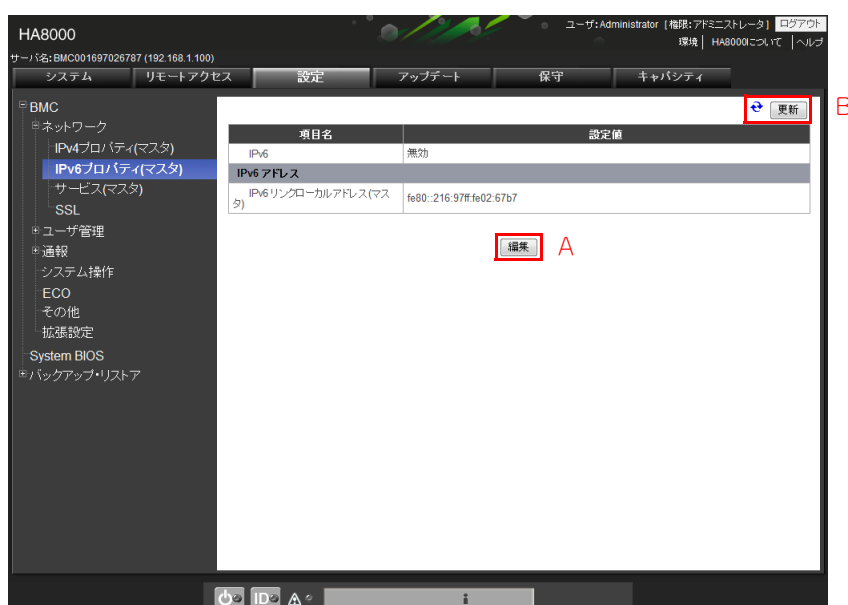 HA8000
ユーザ:Administrator [権限:アドミニストレータ] ログアウト
環境 | HA8000について | ヘルプ
サーバ名:BMC001697026787 (192.168.1.100)
システム リモートアクセス 設定 アップデート 保守 キャパシティ
BMC
ネットワーク
IPv4プロパティ(マスタ)
IPv6プロパティ(マスタ)
サービス(マスタ)
SSL
ユーザ管理
通報
システム操作
ECO
その他
拡張設定
System BIOS
バックアップ・リストア
更新 B
項目名 設定値
IPv6 無効
IPv6 アドレス
IPv6 リンクローカルアドレス(マス
タ) fe80::216:97ff:fe02:67b7
編集 A
ID